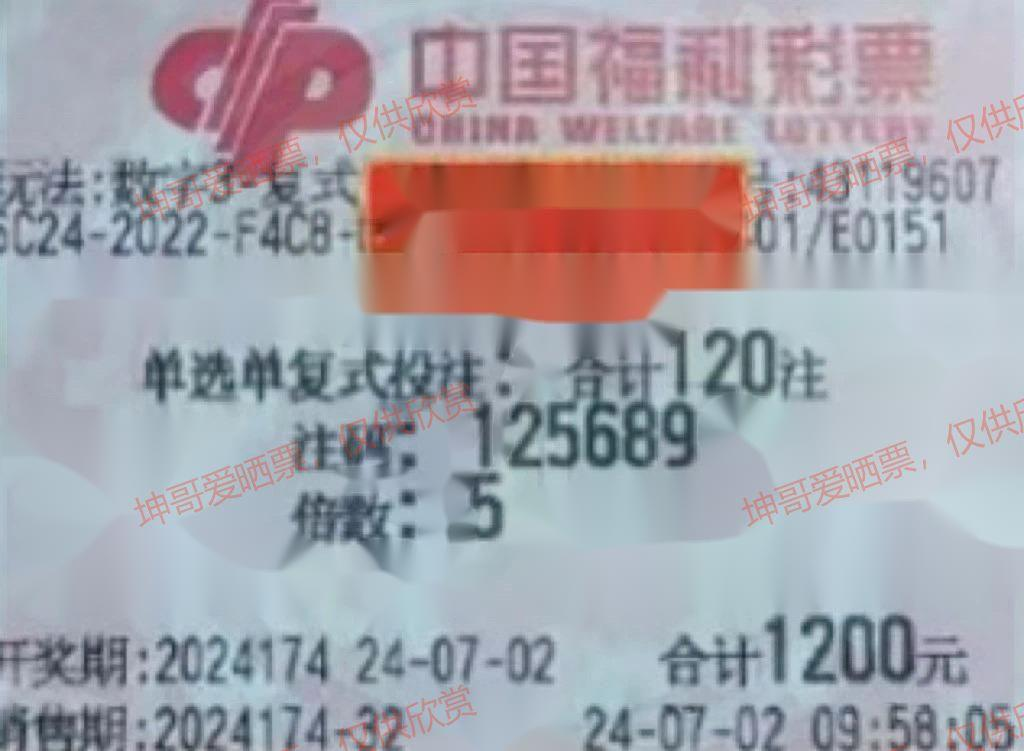 中国福利彩票
CHINA WELFARE LOTTERY
玩法:数字3-复式
C24-2022-F4C8- 01/E0151
单选单复式投注: 合计120注
注码: 125689
倍数: 5
开奖期:2024174 24-07-02 合计1200元
销售期:2024174-32 24-07-02 09:58:05
坤哥爱晒票,仅供欣赏
坤哥爱晒票,仅供欣赏
坤哥爱晒票,仅供欣赏
坤哥爱晒票,仅供欣赏
仅供欣赏